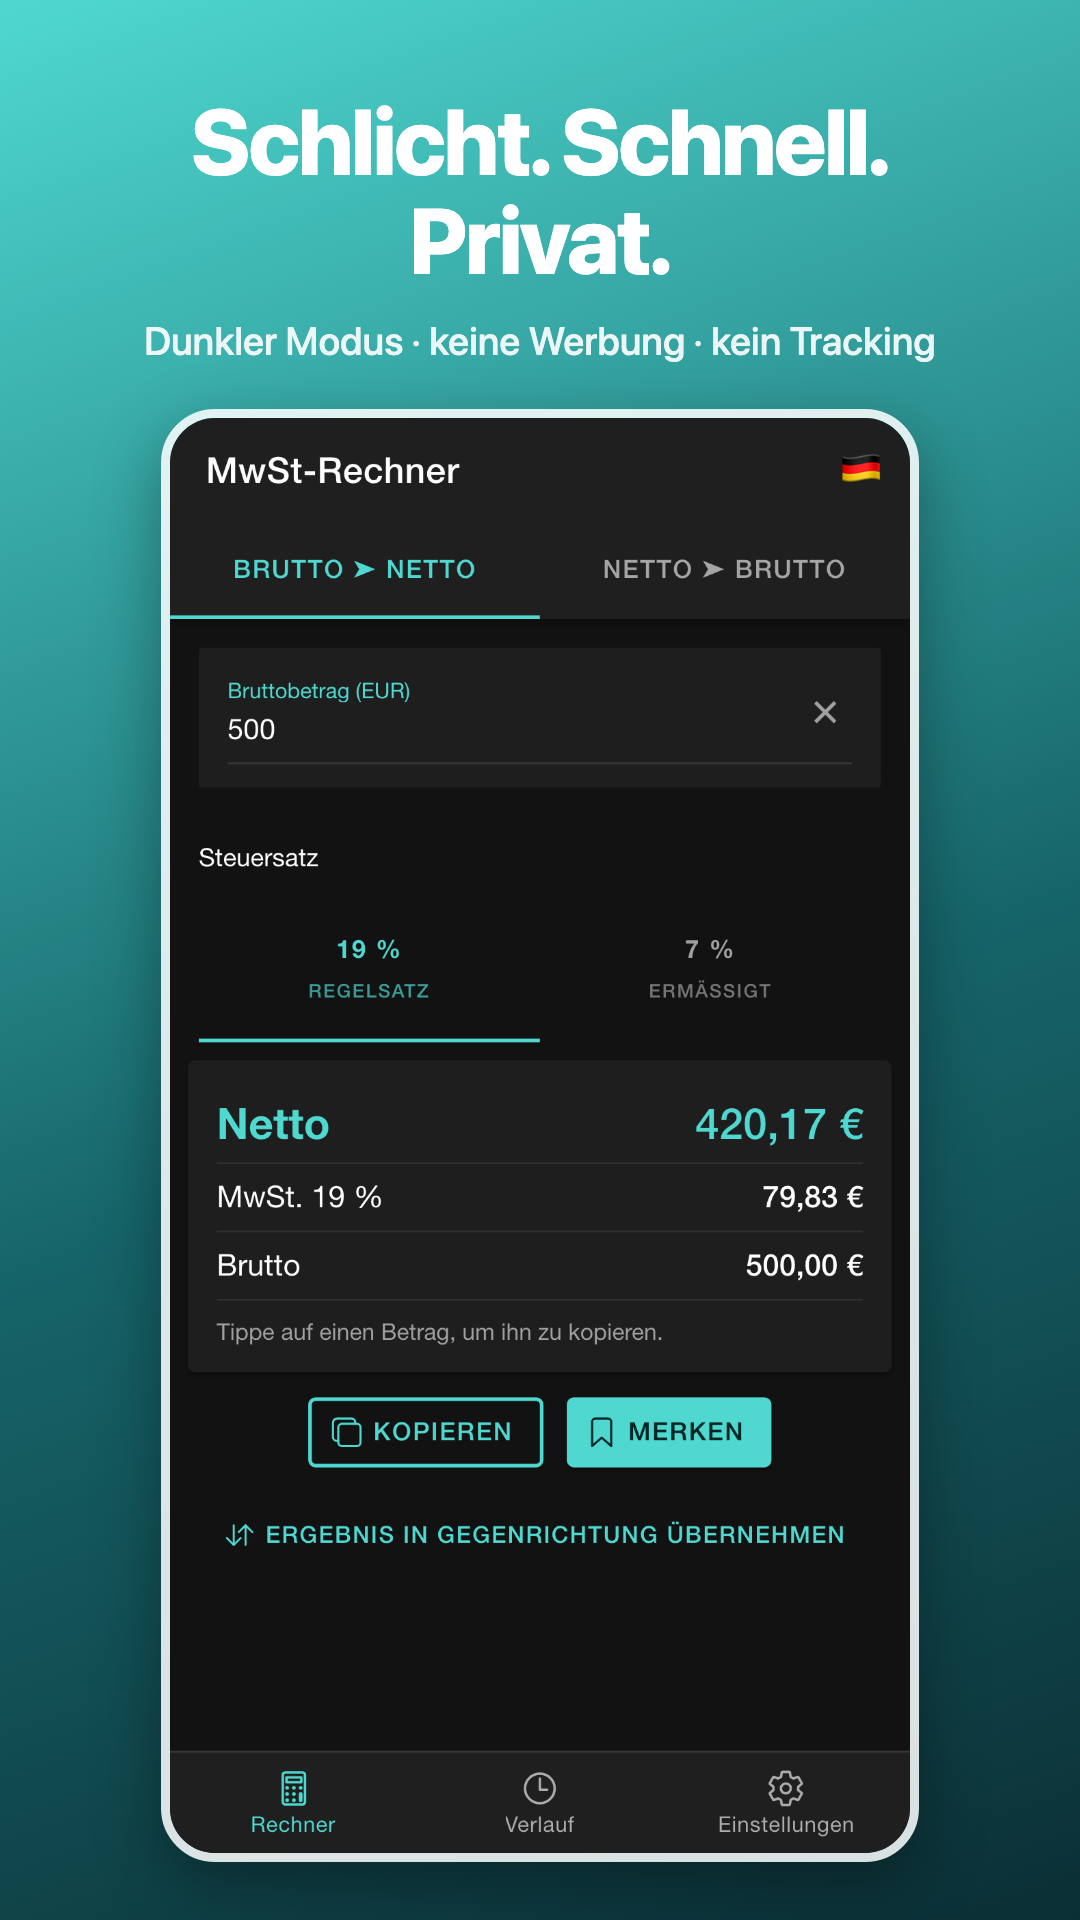 Schlicht. Schnell.
Privat.
Dunkler Modus · keine Werbung · kein Tracking
MwSt-Rechner
BRUTTO ➤ NETTO
NETTO ➤ BRUTTO
Bruttobetrag (EUR)
500
Steuersatz
19 %
REGELSATZ
7 %
ERMÄSSIGT
Netto 420,17 €
MwSt. 19 % 79,83 €
Brutto 500,00 €
Tippe auf einen Betrag, um ihn zu kopieren.
KOPIEREN
MERKEN
ERGEBNIS IN GEGENRICHTUNG ÜBERNEHMEN
Rechner
Verlauf
Einstellungen